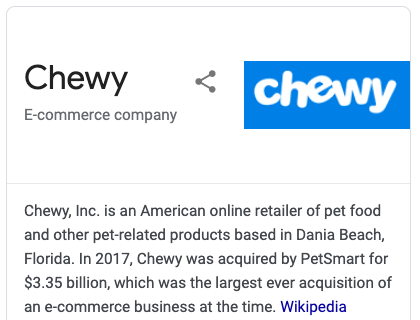 Chewy
chewy
E-commerce company
Chewy, Inc. is an American online retailer of pet food
and other pet-related products based in Dania Beach,
Florida. In 2017, Chewy was acquired by PetSmart for
$3.35 billion, which was the largest ever acquisition of
an e-commerce business at the time. Wikipedia